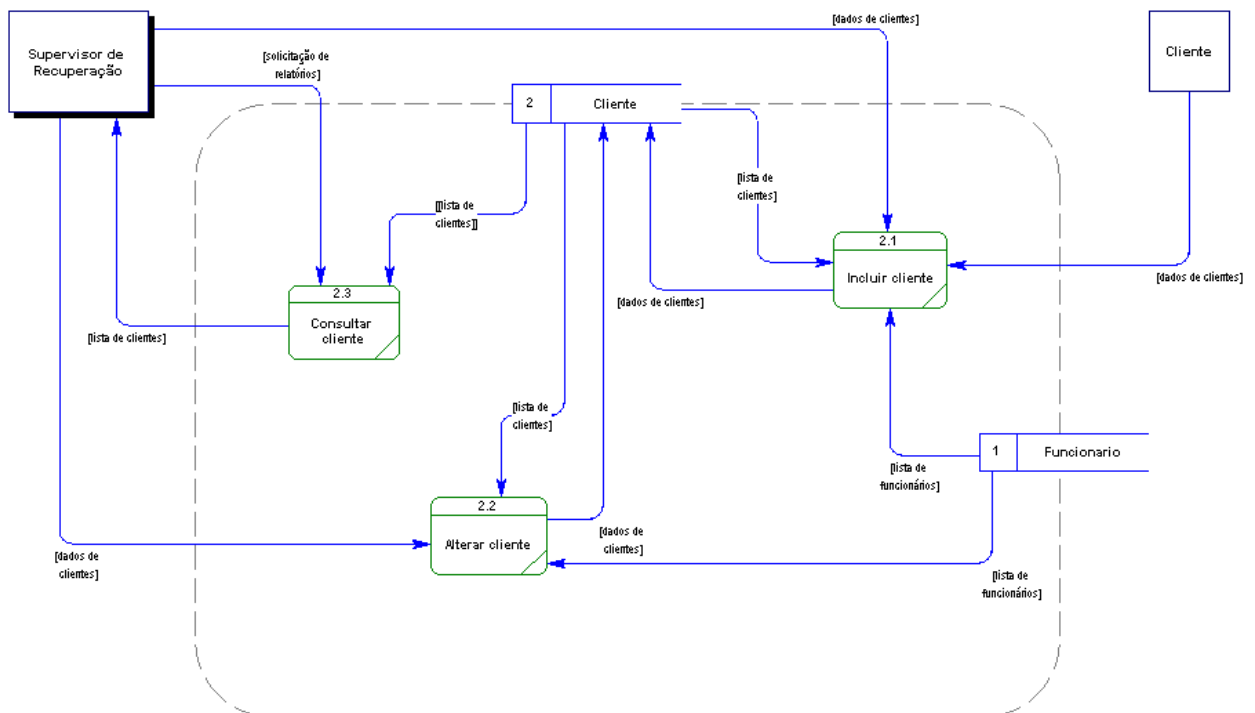 [dados de clientes]
Supervisor de
Recuperação
Cliente
[solicitação de
relatórios]
2
Cliente
[lista de
clientes]
[[lista de
clientes]]
2.1
Incluir cliente
[dados de clientes]
2.3
Consultar
cliente
[dados de clientes]
[lista de clientes]
[lista de
clientes]
1
Funcionario
[lista de
funcionários]
2.2
Alterar cliente
[dados de
clientes]
[dados de
clientes]
[lista de
funcionários]